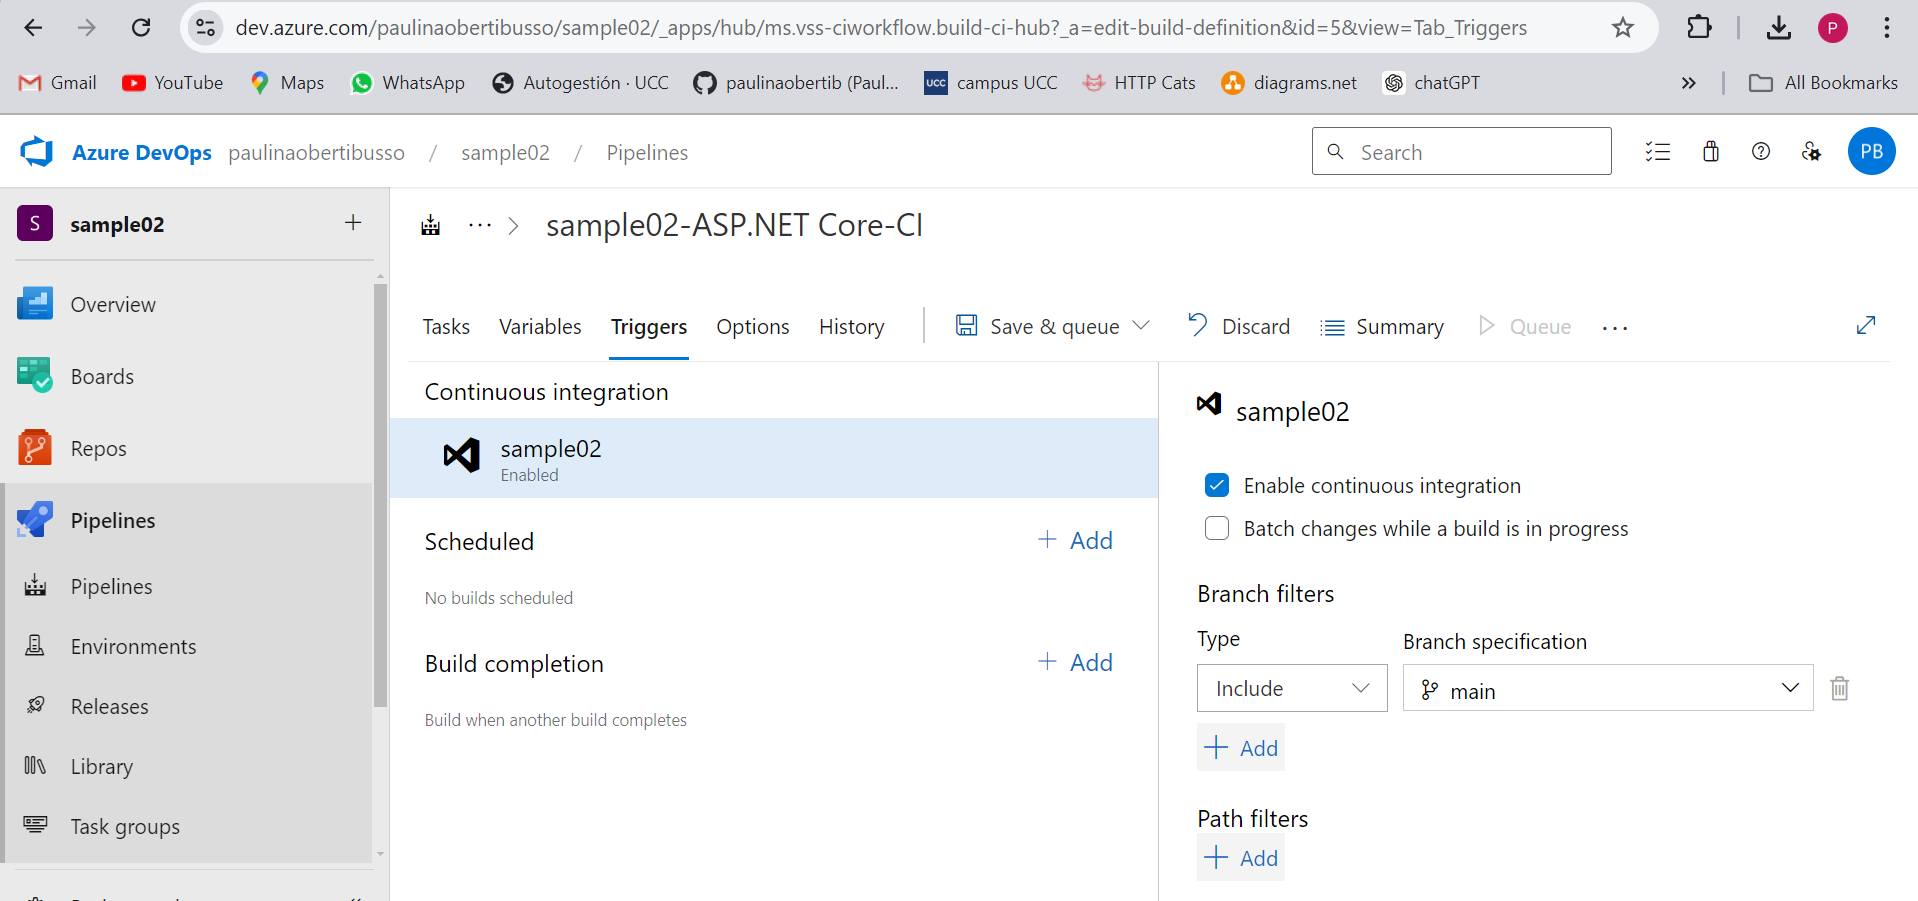 dev.azure.com/paulinaobertibusso/sample02/_apps/hub/ms.vss-ciworkflow.build-ci-hub?_a=edit-build-definition&id=5&view=Tab_Triggers
P
Gmail YouTube Maps WhatsApp Autogestión · UCC paulinaobertib (Paul... UCC campus UCC HTTP Cats diagrams.net chatGPT » All Bookmarks
Azure DevOps paulinaobertibusso / sample02 / Pipelines
Search
PB
S sample02 +
Overview
Boards
Repos
Pipelines
Pipelines
Environments
Releases
Library
Task groups
... > sample02-ASP.NET Core-CI
Tasks Variables Triggers Options History Save & queue Discard Summary Queue ...
Continuous integration
sample02
Enabled
Scheduled + Add
No builds scheduled
Build completion + Add
Build when another build completes
sample02
Enable continuous integration
Batch changes while a build is in progress
Branch filters
Type Branch specification
Include main
+ Add
Path filters
+ Add